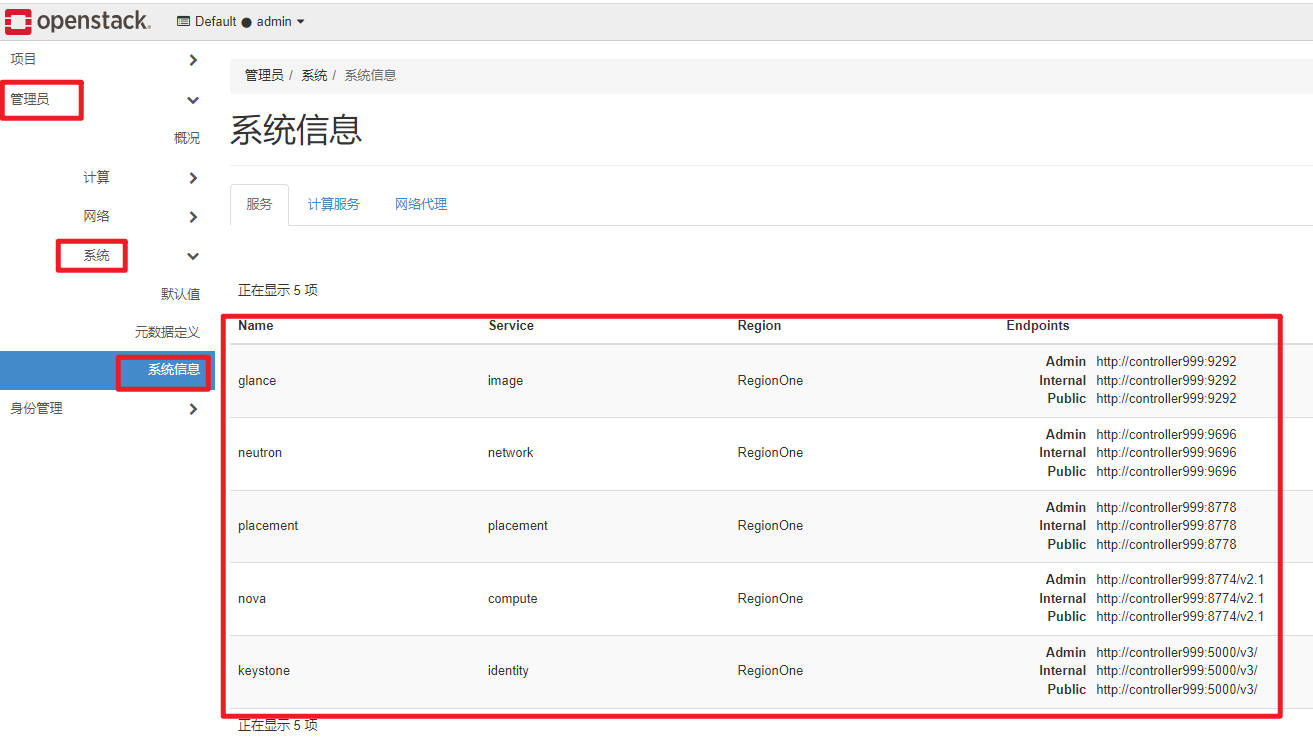 openstack. Default ● admin
项目
管理员
概况
计算
网络
系统
默认值
元数据定义
系统信息
身份管理
管理员 / 系统 / 系统信息
系统信息
服务 计算服务 网络代理
正在显示 5 项
Name Service Region Endpoints
glance image RegionOne Admin http://controller999:9292
Internal http://controller999:9292
Public http://controller999:9292
neutron network RegionOne Admin http://controller999:9696
Internal http://controller999:9696
Public http://controller999:9696
placement placement RegionOne Admin http://controller999:8778
Internal http://controller999:8778
Public http://controller999:8778
nova compute RegionOne Admin http://controller999:8774/v2.1
Internal http://controller999:8774/v2.1
Public http://controller999:8774/v2.1
keystone identity RegionOne Admin http://controller999:5000/v3/
Internal http://controller999:5000/v3/
Public http://controller999:5000/v3/
正在显示 5 项